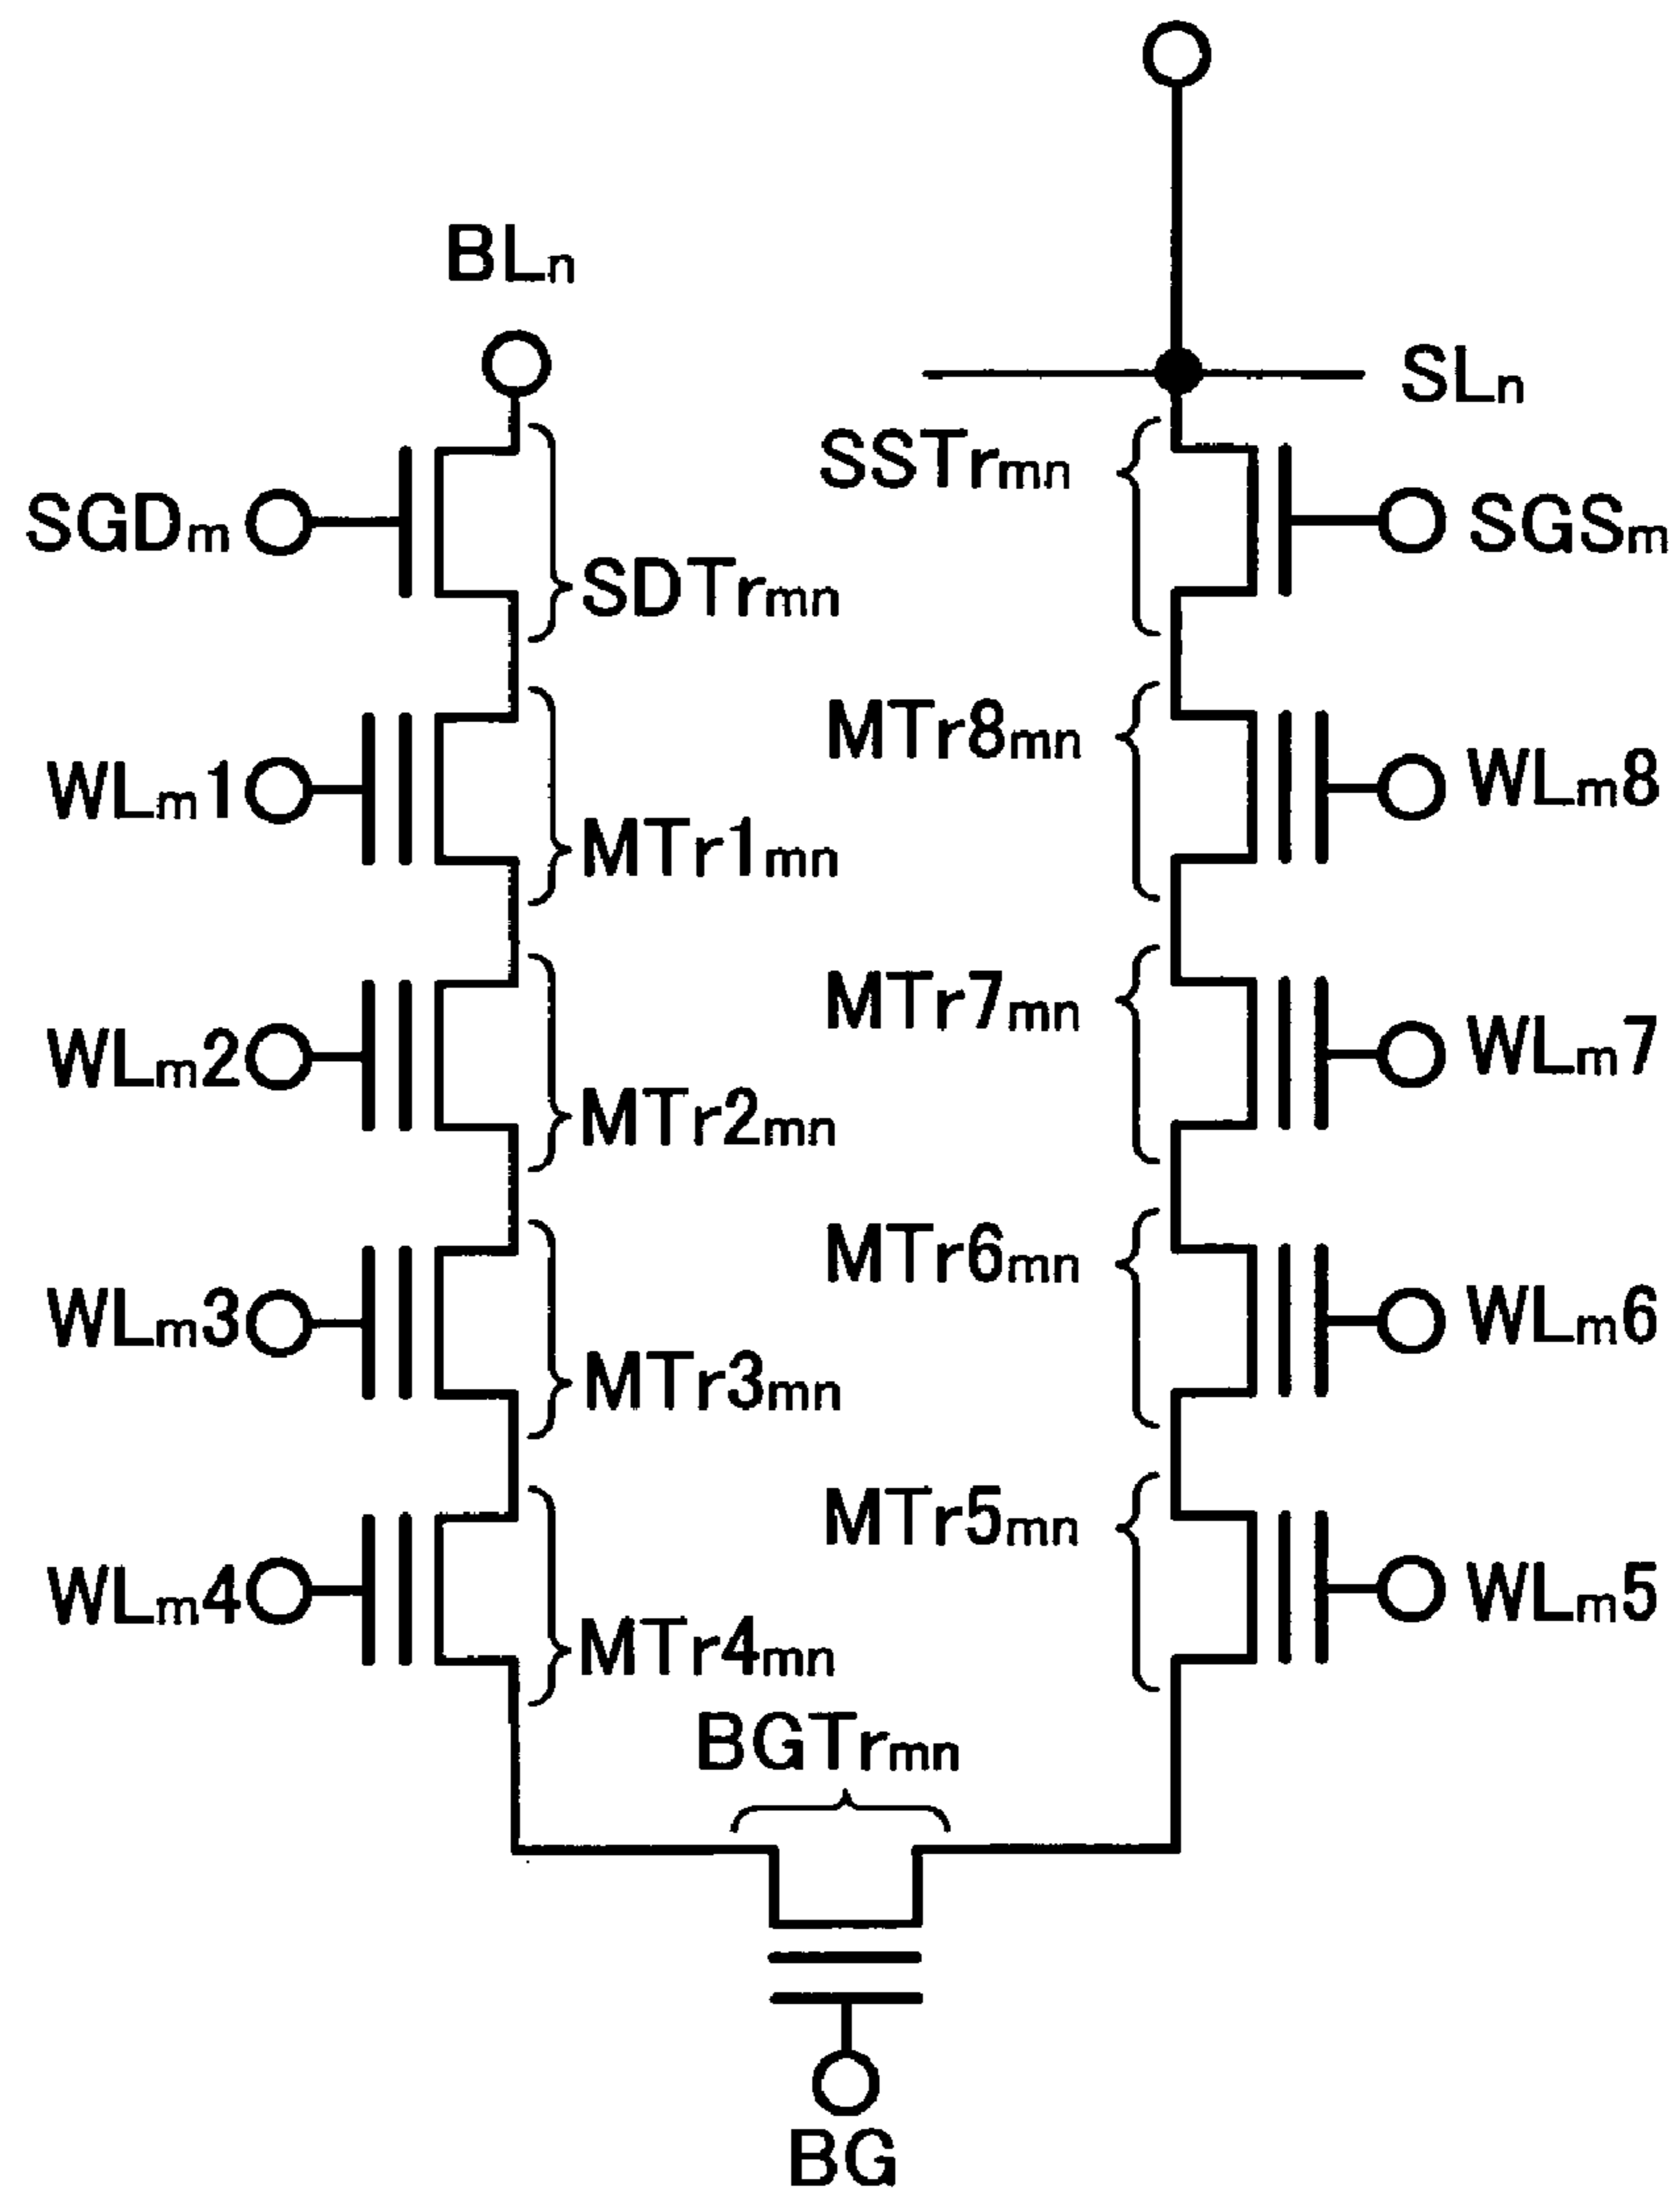 BLn
SLn
SSTrmn
SGDm
SGSm
SDTrmn
MTr8mn
WLm1
WLm8
MTr1mn
MTr7mn
WLm2
WLm7
MTr2mn
MTr6mn
WLm3
WLm6
MTr3mn
MTr5mn
WLm4
WLm5
MTr4mn
BGTrmn
BG